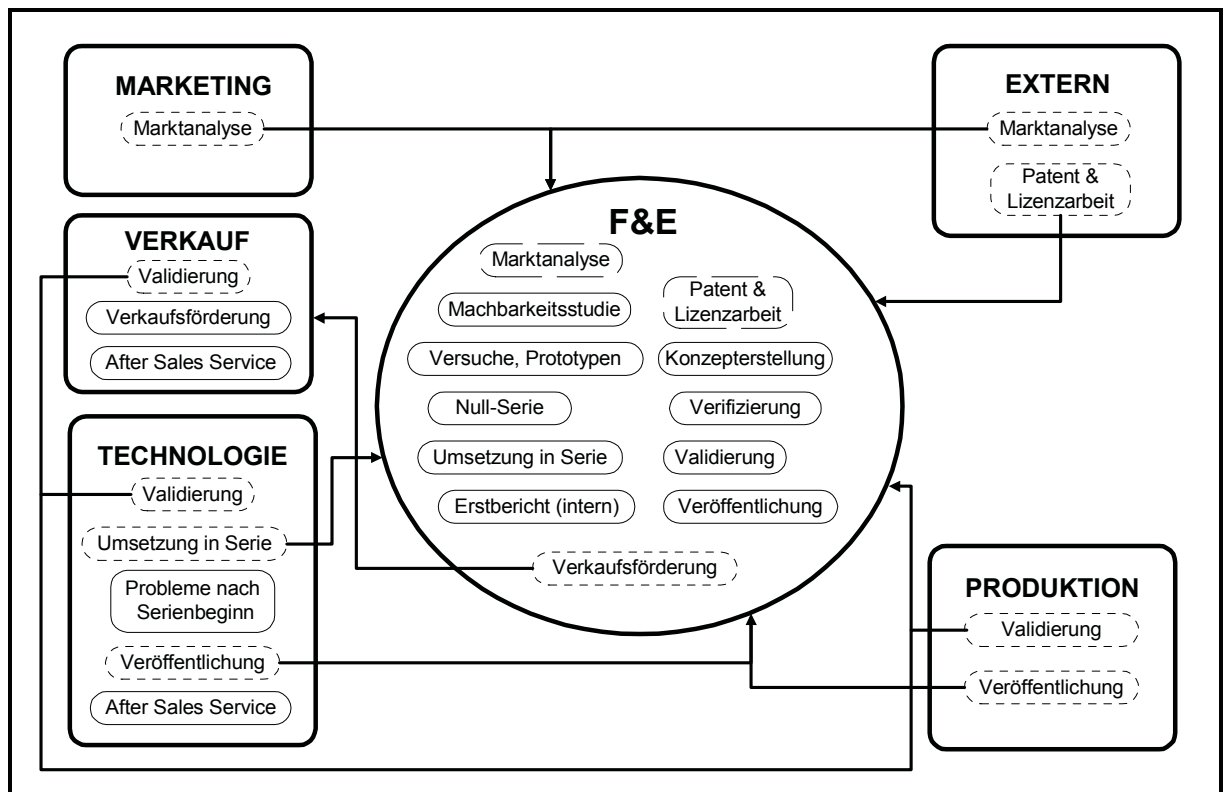 MARKETING
Marktanalyse
EXTERN
Marktanalyse
Patent &
Lizenzarbeit
VERKAUF
Validierung
Verkaufsförderung
After Sales Service
TECHNOLOGIE
Validierung
Umsetzung in Serie
Probleme nach
Serienbeginn
Veröffentlichung
After Sales Service
F&E
Marktanalyse
Machbarkeitsstudie
Patent &
Lizenzarbeit
Versuche, Prototypen
Konzepterstellung
Null-Serie
Verifizierung
Umsetzung in Serie
Validierung
Erstbericht (intern)
Veröffentlichung
Verkaufsförderung
PRODUKTION
Validierung
Veröffentlichung